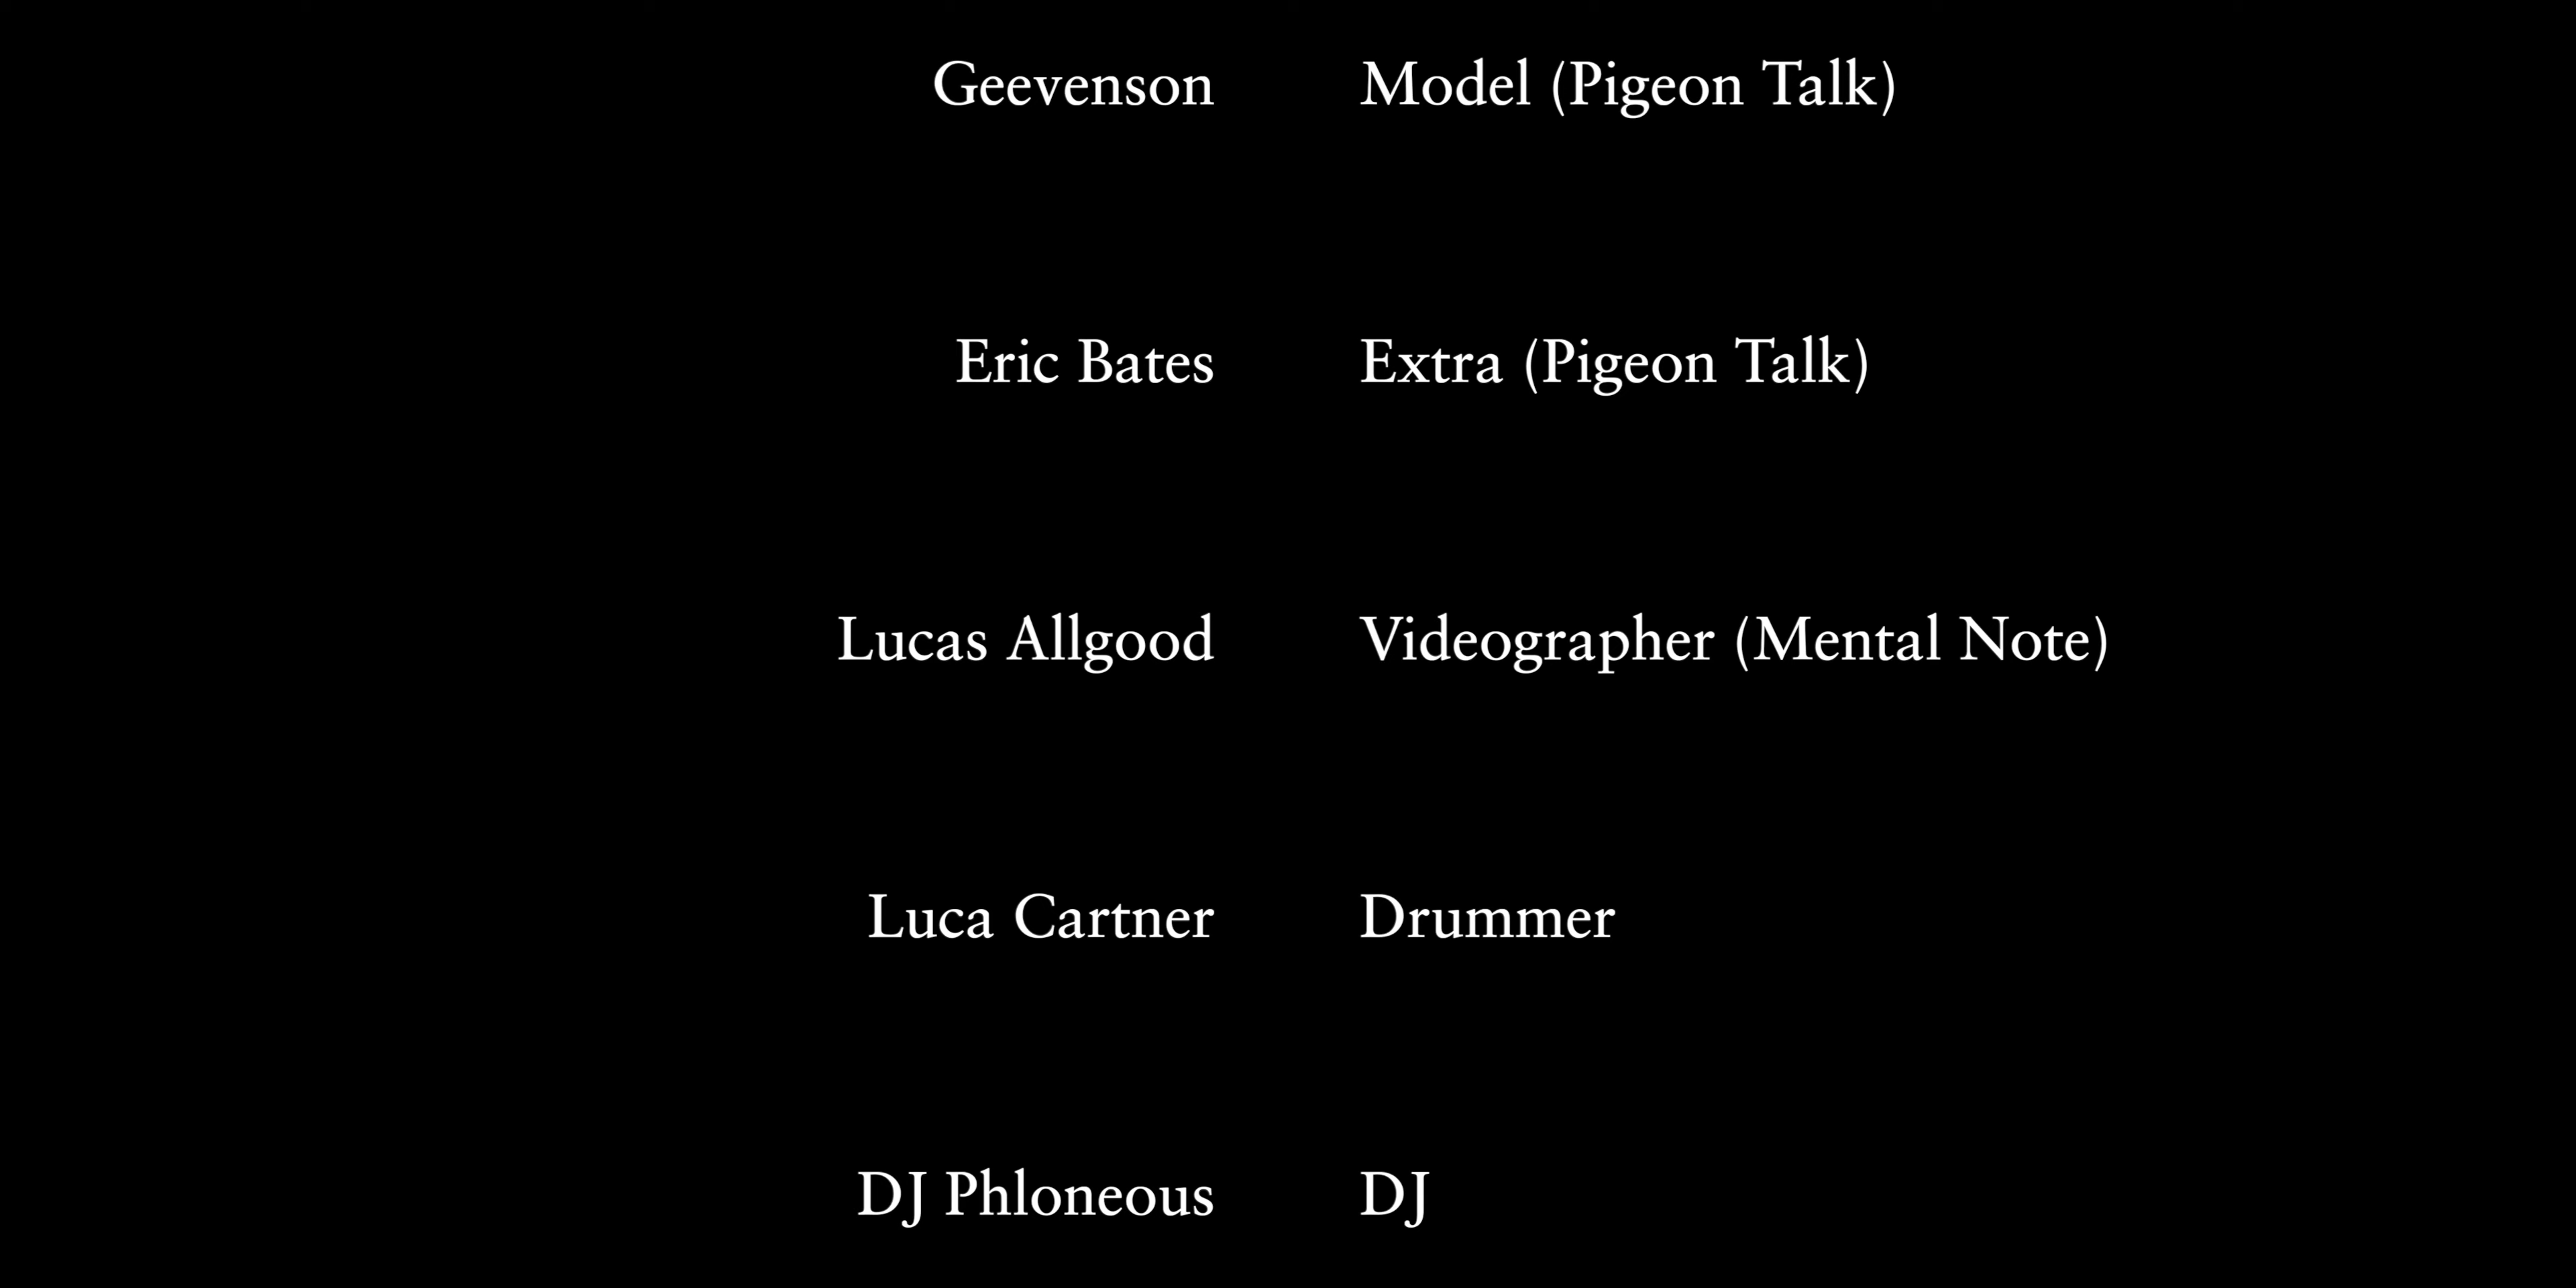 Geevenson Model (Pigeon Talk)
Eric Bates Extra (Pigeon Talk)
Lucas Allgood Videographer (Mental Note)
Luca Cartner Drummer
DJ Phloneous DJ